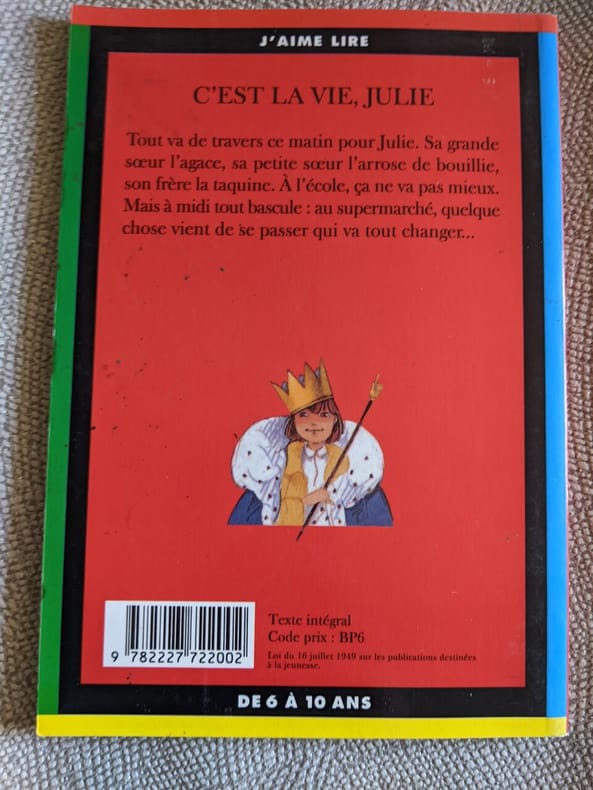 J'AIME LIRE
C'EST LA VIE, JULIE
Tout va de travers ce matin pour Julie. Sa grande
sœur l'agace, sa petite sœur l'arrose de bouillie,
son frère la taquine. À l'école, ça ne va pas mieux.
Mais à midi tout bascule : au supermarché, quelque
chose vient de se passer qui va tout changer...
Texte intégral
Code prix : BP6
Loi du 16 juillet 1949 sur les publications destinées
à la jeunesse.
9 782227 722002
DE 6 À 10 ANS